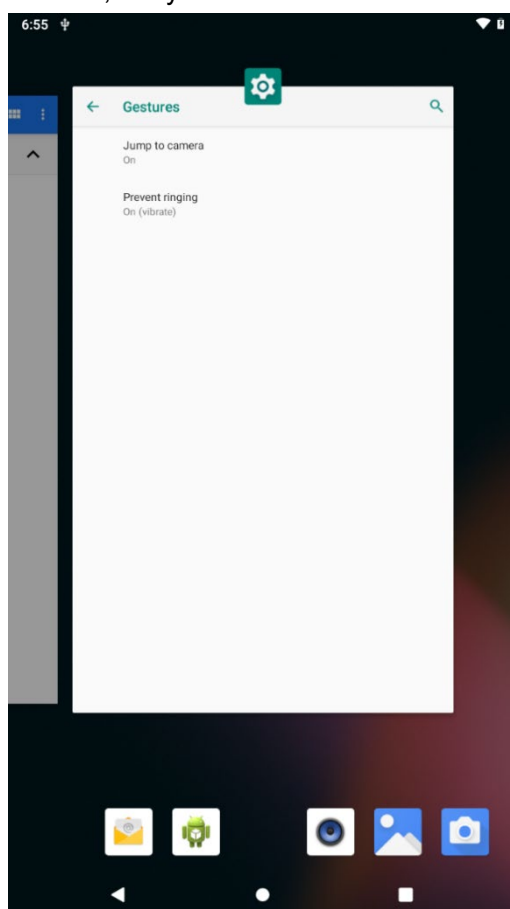 6:55
Gestures
Jump to camera
On
Prevent ringing
On (vibrate)